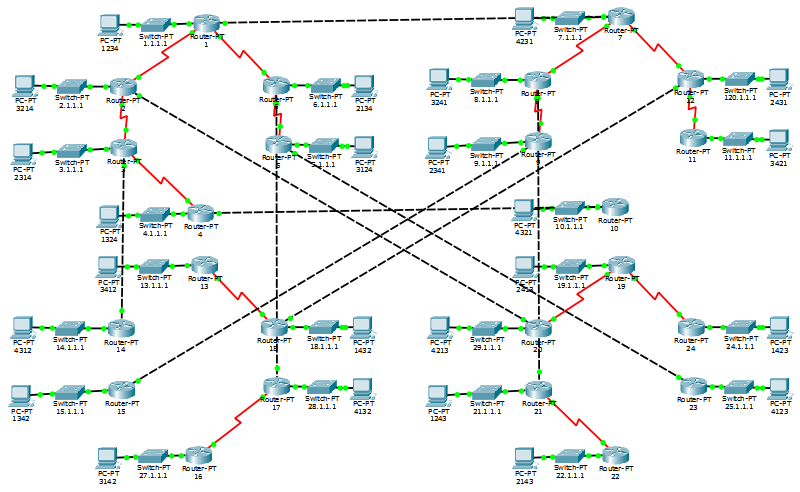 PC-PT
1234
Switch-PT
1.1.1.1
Router-PT
1
PC-PT
4231
Switch-PT
7.1.1.1
Router-PT
7
PC-PT
3214
Switch-PT
2.1.1.1
Router-PT
Router-PT
Switch-PT
6.1.1.1
PC-PT
2134
PC-PT
3241
Switch-PT
8.1.1.1
Router-PT
Router-PT
12
Switch-PT
120.1.1.1
PC-PT
2431
PC-PT
2314
Switch-PT
3.1.1.1
Router-PT
Router-PT
Switch-PT
PC-PT
3124
PC-PT
2341
Switch-PT
9.1.1.1
Router-PT
Router-PT
11
Switch-PT
11.1.1.1
PC-PT
3421
PC-PT
1324
Switch-PT
4.1.1.1
Router-PT
4
PC-PT
4321
Switch-PT
10.1.1.1
Router-PT
10
PC-PT
3412
Switch-PT
13.1.1.1
Router-PT
13
PC-PT
2413
Switch-PT
19.1.1.1
Router-PT
19
PC-PT
4312
Switch-PT
14.1.1.1
Router-PT
14
Router-PT
18
Switch-PT
18.1.1.1
PC-PT
1432
PC-PT
4213
Switch-PT
29.1.1.1
Router-PT
20
Router-PT
24
Switch-PT
24.1.1.1
PC-PT
1423
PC-PT
1342
Switch-PT
15.1.1.1
Router-PT
15
Router-PT
17
Switch-PT
28.1.1.1
PC-PT
4132
PC-PT
1243
Switch-PT
21.1.1.1
Router-PT
21
Router-PT
23
Switch-PT
25.1.1.1
PC-PT
4123
PC-PT
3142
Switch-PT
27.1.1.1
Router-PT
16
PC-PT
2143
Switch-PT
22.1.1.1
Router-PT
22